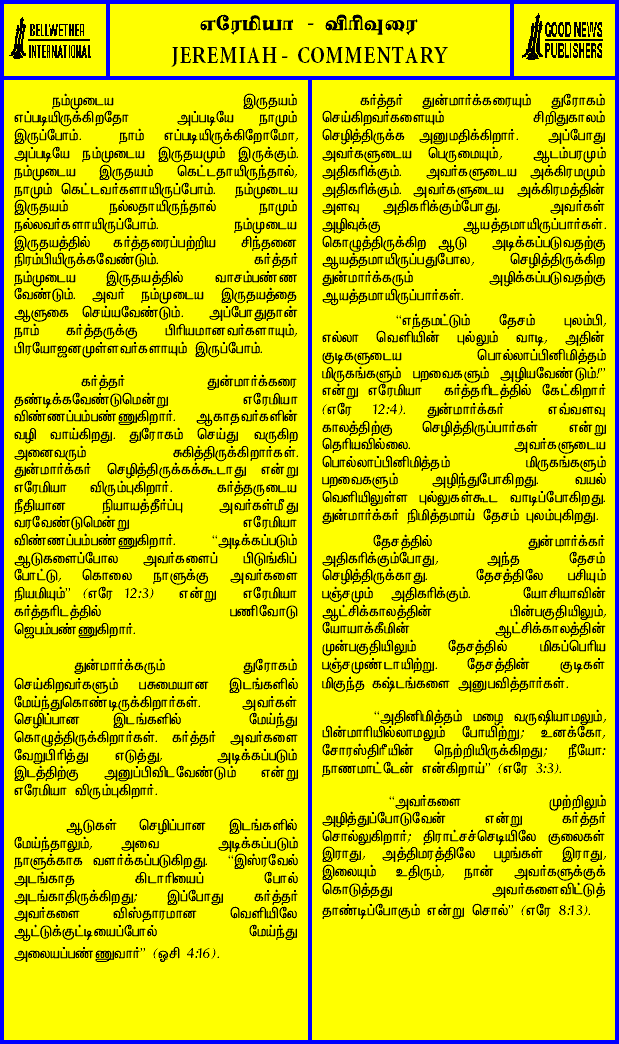 BELLWETHER
INTERNATIONAL
எரேமியா - விரிவுரை
JEREMIAH - COMMENTARY
GOOD NEWS
PUBLISHERS
நம்முடைய இருதயம்
எப்படியிருக்கிறதோ அப்படியே நாமும்
இருப்போம். நாம் எப்படியிருக்கிறோமோ,
அப்படியே நம்முடைய இருதயமும் இருக்கும்.
நம்முடைய இருதயம் கெட்டதாயிருந்தால்,
நாமும் கெட்டவர்களாயிருப்போம். நம்முடைய
இருதயம் நல்லதாயிருந்தால் நாமும்
நல்லவர்களாயிருப்போம். நம்முடைய
இருதயத்தில் கர்த்தரைப்பற்றிய சிந்தனை
நிரம்பியிருக்கவேண்டும். கர்த்தர்
நம்முடைய இருதயத்தில் வாசம்பண்ண
வேண்டும். அவர் நம்முடைய இருதயத்தை
ஆளுகை செய்யவேண்டும். அப்போதுதான்
நாம் கர்த்தருக்கு பிரியமானவர்களாயும்,
பிரயோஜனமுள்ளவர்களாயும் இருப்போம்.
கர்த்தர் துன்மார்க்கரை
தண்டிக்கவேண்டுமென்று எரேமியா
விண்ணப்பம்பண்ணுகிறார். ஆகாதவர்களின்
வழி வாய்கிறது. துரோகம் செய்து வருகிற
அனைவரும் சுகித்திருக்கிறார்கள்.
துன்மார்க்கர் செழித்திருக்கக்கூடாது என்று
எரேமியா விரும்புகிறார். கர்த்தருடைய
நீதியான நியாயத்தீர்ப்பு அவர்கள்மீது
வரவேண்டுமென்று எரேமியா
விண்ணப்பம்பண்ணுகிறார். “அடிக்கப்படும்
ஆடுகளைப்போல அவர்களைப் பிடுங்கிப்
போட்டு, கொலை நாளுக்கு அவர்களை
நியமியும்” (எரே 12:3) என்று எரேமியா
கர்த்தரிடத்தில் பணிவோடு
ஜெபம்பண்ணுகிறார்.
துன்மார்க்கரும் துரோகம்
செய்கிறவர்களும் பசுமையான இடங்களில்
மேய்ந்துகொண்டிருக்கிறார்கள். அவர்கள்
செழிப்பான இடங்களில் மேய்ந்து
கொழுத்திருக்கிறார்கள். கர்த்தர் அவர்களை
வேறுபிரித்து எடுத்து, அடிக்கப்படும்
இடத்திற்கு அனுப்பிவிடவேண்டும் என்று
எரேமியா விரும்புகிறார்.
ஆடுகள் செழிப்பான இடங்களில்
மேய்ந்தாலும், அவை அடிக்கப்படும்
நாளுக்காக வளர்க்கப்படுகிறது. “இஸ்ரவேல்
அடங்காத கிடாரியைப் போல்
அடங்காதிருக்கிறது; இப்போது கர்த்தர்
அவர்களை விஸ்தாரமான வெளியிலே
ஆட்டுக்குட்டியைப்போல் மேய்ந்து
அலையப்பண்ணுவார்” (ஓசி 4:16).
கர்த்தர் துன்மார்க்கரையும் துரோகம்
செய்கிறவர்களையும் சிறிதுகாலம்
செழித்திருக்க அனுமதிக்கிறார். அப்போது
அவர்களுடைய பெருமையும், ஆடம்பரமும்
அதிகரிக்கும். அவர்களுடைய அக்கிரமமும்
அதிகரிக்கும். அவர்களுடைய அக்கிரமத்தின்
அளவு அதிகரிக்கும்போது, அவர்கள்
அழிவுக்கு ஆயத்தமாயிருப்பார்கள்.
கொழுத்திருக்கிற ஆடு அடிக்கப்படுவதற்கு
ஆயத்தமாயிருப்பதுபோல, செழித்திருக்கிற
துன்மார்க்கரும் அழிக்கப்படுவதற்கு
ஆயத்தமாயிருப்பார்கள்.
“எந்தமட்டும் தேசம் புலம்பி,
எல்லா வெளியின் புல்லும் வாடி, அதின்
குடிகளுடைய பொல்லாப்பினிமித்தம்
மிருகங்களும் பறவைகளும் அழியவேண்டும்!”
என்று எரேமியா கர்த்தரிடத்தில் கேட்கிறார்
(எரே 12:4). துன்மார்க்கர் எவ்வளவு
காலத்திற்கு செழித்திருப்பார்கள் என்று
தெரியவில்லை. அவர்களுடைய
பொல்லாப்பினிமித்தம் மிருகங்களும்
பறவைகளும் அழிந்துபோகிறது. வயல்
வெளியிலுள்ள புல்லுகள்கூட வாடிப்போகிறது.
துன்மார்க்கர் நிமித்தமாய் தேசம் புலம்புகிறது.
தேசத்தில் துன்மார்க்கர்
அதிகரிக்கும்போது, அந்த தேசம்
செழித்திருக்காது. தேசத்திலே பசியும்
பஞ்சமும் அதிகரிக்கும். யோசியாவின்
ஆட்சிக்காலத்தின் பின்பகுதியிலும்,
யோயாக்கீமின் ஆட்சிக்காலத்தின்
முன்பகுதியிலும் தேசத்தில் மிகப்பெரிய
பஞ்சமுண்டாயிற்று. தேசத்தின் குடிகள்
மிகுந்த கஷ்டங்களை அனுபவித்தார்கள்.
“அதினிமித்தம் மழை வருஷியாமலும்,
பின்மாரியில்லாமலும் போயிற்று; உனக்கோ,
சோரஸ்திரீயின் நெற்றியிருக்கிறது; நீயோ:
நாணமாட்டேன் என்கிறாய்” (எரே 3:3).
“அவர்களை முற்றிலும்
அழித்துப்போடுவேன் என்று கர்த்தர்
சொல்லுகிறார்; திராட்சச்செடியிலே குலைகள்
இராது, அத்திமரத்திலே பழங்கள் இராது,
இலையும் உதிரும், நான் அவர்களுக்குக்
கொடுத்தது அவர்களைவிட்டுத்
தாண்டிப்போகும் என்று சொல்” (எரே 8:13).